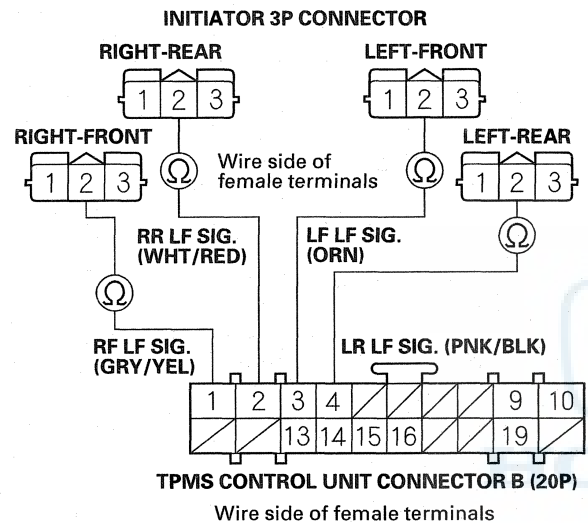 INITIATOR 3P CONNECTOR
RIGHT-REAR
LEFT-FRONT
1 2 3
1 2 3
RIGHT-FRONT
LEFT-REAR
1 2 3
1 2 3
Ω
Ω
Wire side of
female terminals
Ω
Ω
RR LF SIG.
(WHT/RED)
LF LF SIG.
(ORN)
RF LF SIG.
(GRY/YEL)
LR LF SIG. (PNK/BLK)
1 2 3 4 9 10
13 14 15 16 19
TPMS CONTROL UNIT CONNECTOR B (20P)
Wire side of female terminals